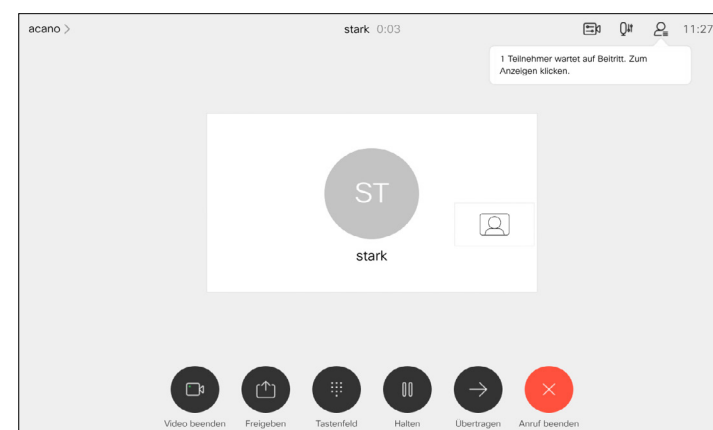 acano
stark 0:03
11:27
1 Teilnehmer wartet auf Beitritt. Zum
Anzeigen klicken.
ST
stark
Video beenden
Freigeben
Tastenfeld
Halten
Übertragen
Anruf beenden